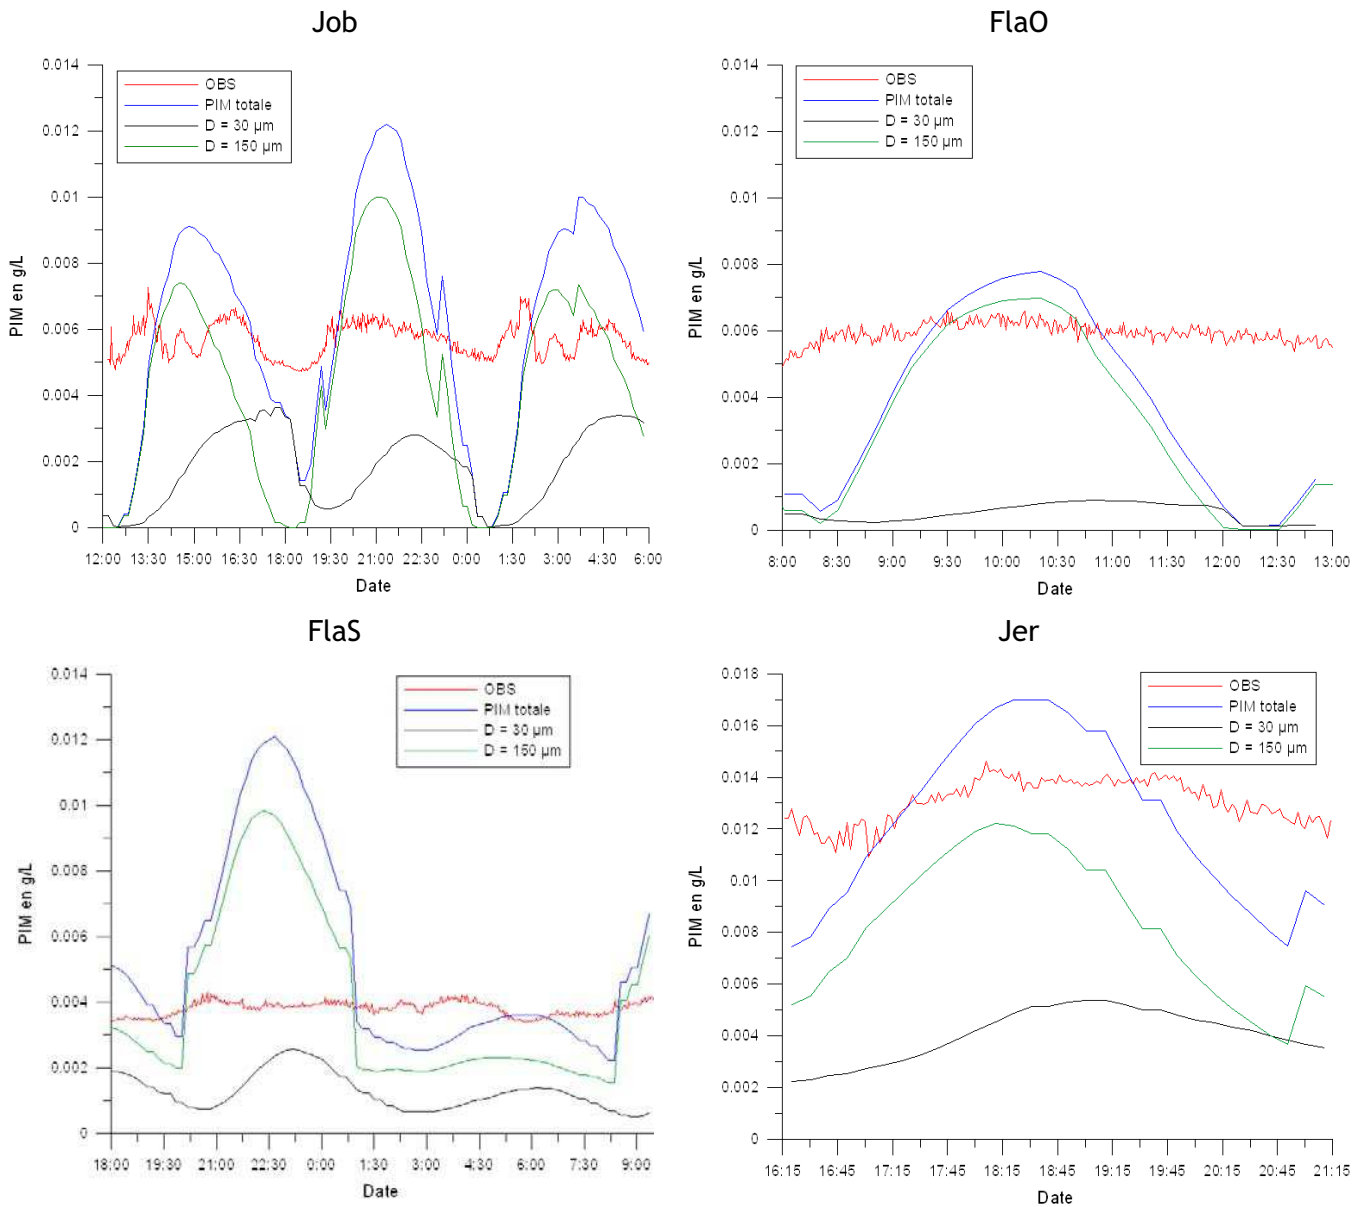 Job
0.014
0.012
0.01
0.008
0.006
0.004
0.002
0
PIM en g/L
OBS
PIM totale
D = 30 µm
D = 150 µm
12:00 13:30 15:00 16:30 18:00 19:30 21:00 22:30 0:00 1:30 3:00 4:30 6:00
Date
FlaO
0.014
0.012
0.01
0.008
0.006
0.004
0.002
0
PIM en g/L
OBS
PIM totale
D = 30 µm
D = 150 µm
8:00 8:30 9:00 9:30 10:00 10:30 11:00 11:30 12:00 12:30 13:00
Date
FlaS
0.014
0.012
0.01
0.008
0.006
0.004
0.002
0
PIM en g/L
OBS
PIM totale
D = 30 µm
D = 150 µm
18:00 19:30 21:00 22:30 0:00 1:30 3:00 4:30 6:00 7:30 9:00
Date
Jer
0.018
0.016
0.014
0.012
0.01
0.008
0.006
0.004
0.002
0
PIM en g/L
OBS
PIM totale
D = 30 µm
D = 150 µm
16:15 16:45 17:15 17:45 18:15 18:45 19:15 19:45 20:15 20:45 21:15
Date